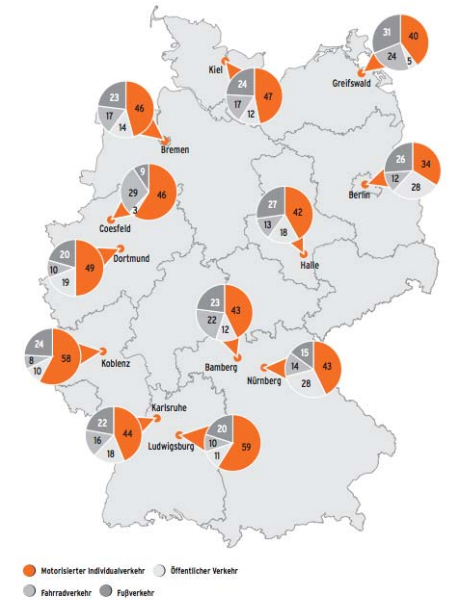 31 40
24 5
Greifswald
Kiel
24 47
17 12
23 46
17 14
Bremen
26 34
12 28
Berlin
9
29 46
3
Coesfeld
27 42
13 18
Halle
Dortmund
20 49
10 19
23 43
22 12
Bamberg
24 58
8 10
Koblenz
15 43
14 28
Nürnberg
Karlsruhe
22 44
16 18
Ludwigsburg
20 59
10 11
Motorisierter Individualverkehr Öffentlicher Verkehr
Fahrradverkehr Fußverkehr